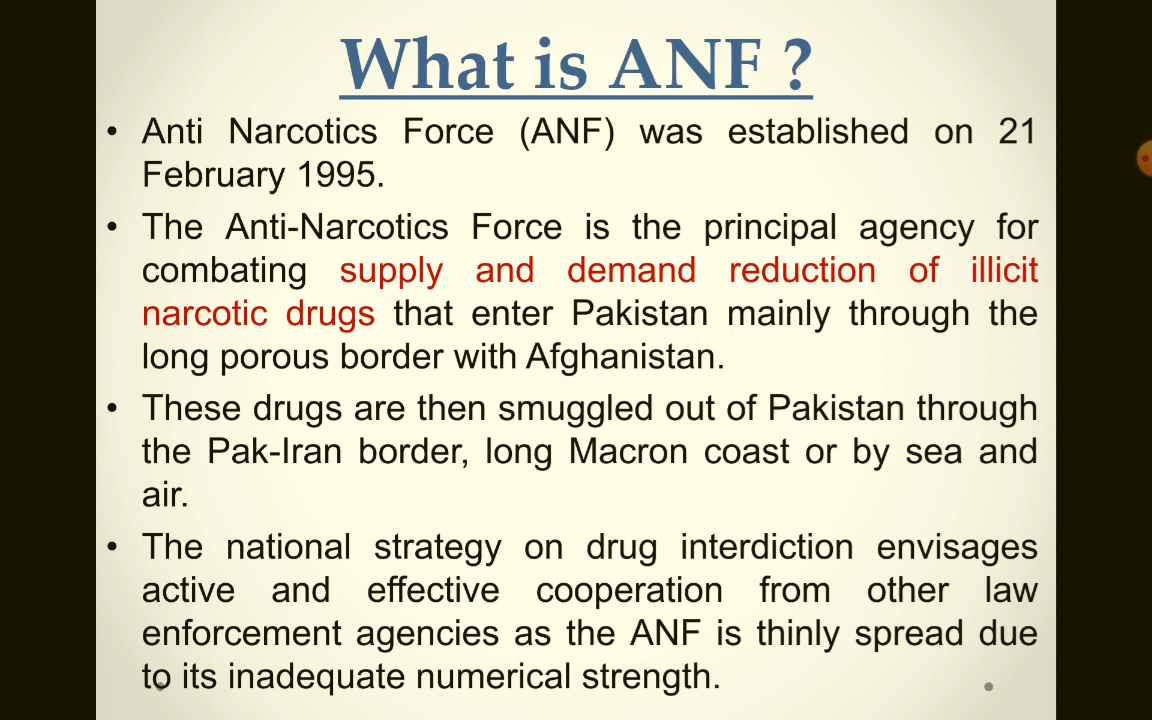 What is ANF ?
• Anti Narcotics Force (ANF) was established on 21
February 1995.
• The Anti-Narcotics Force is the principal agency for
combating supply and demand reduction of illicit
narcotic drugs that enter Pakistan mainly through the
long porous border with Afghanistan.
• These drugs are then smuggled out of Pakistan through
the Pak-Iran border, long Macron coast or by sea and
air.
• The national strategy on drug interdiction envisages
active and effective cooperation from other law
enforcement agencies as the ANF is thinly spread due
to its inadequate numerical strength.